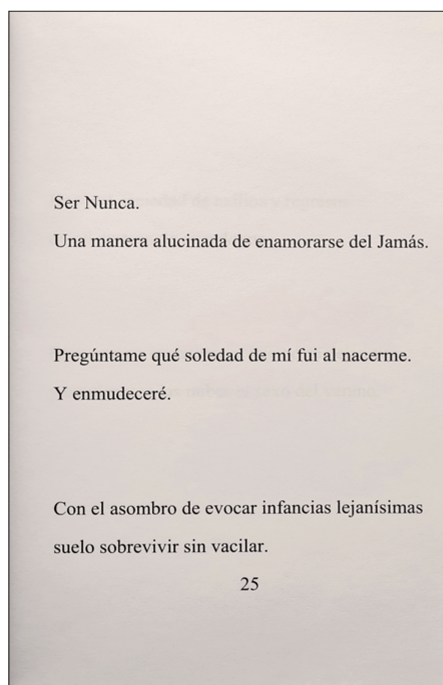 Ser Nunca.
Una manera alucinada de enamorarse del Jamás.
Pregúntame qué soledad de mí fui al nacerme.
Y enmudeceré.
Con el asombro de evocar infancias lejanísimas
suelo sobrevivir sin vacilar.
25